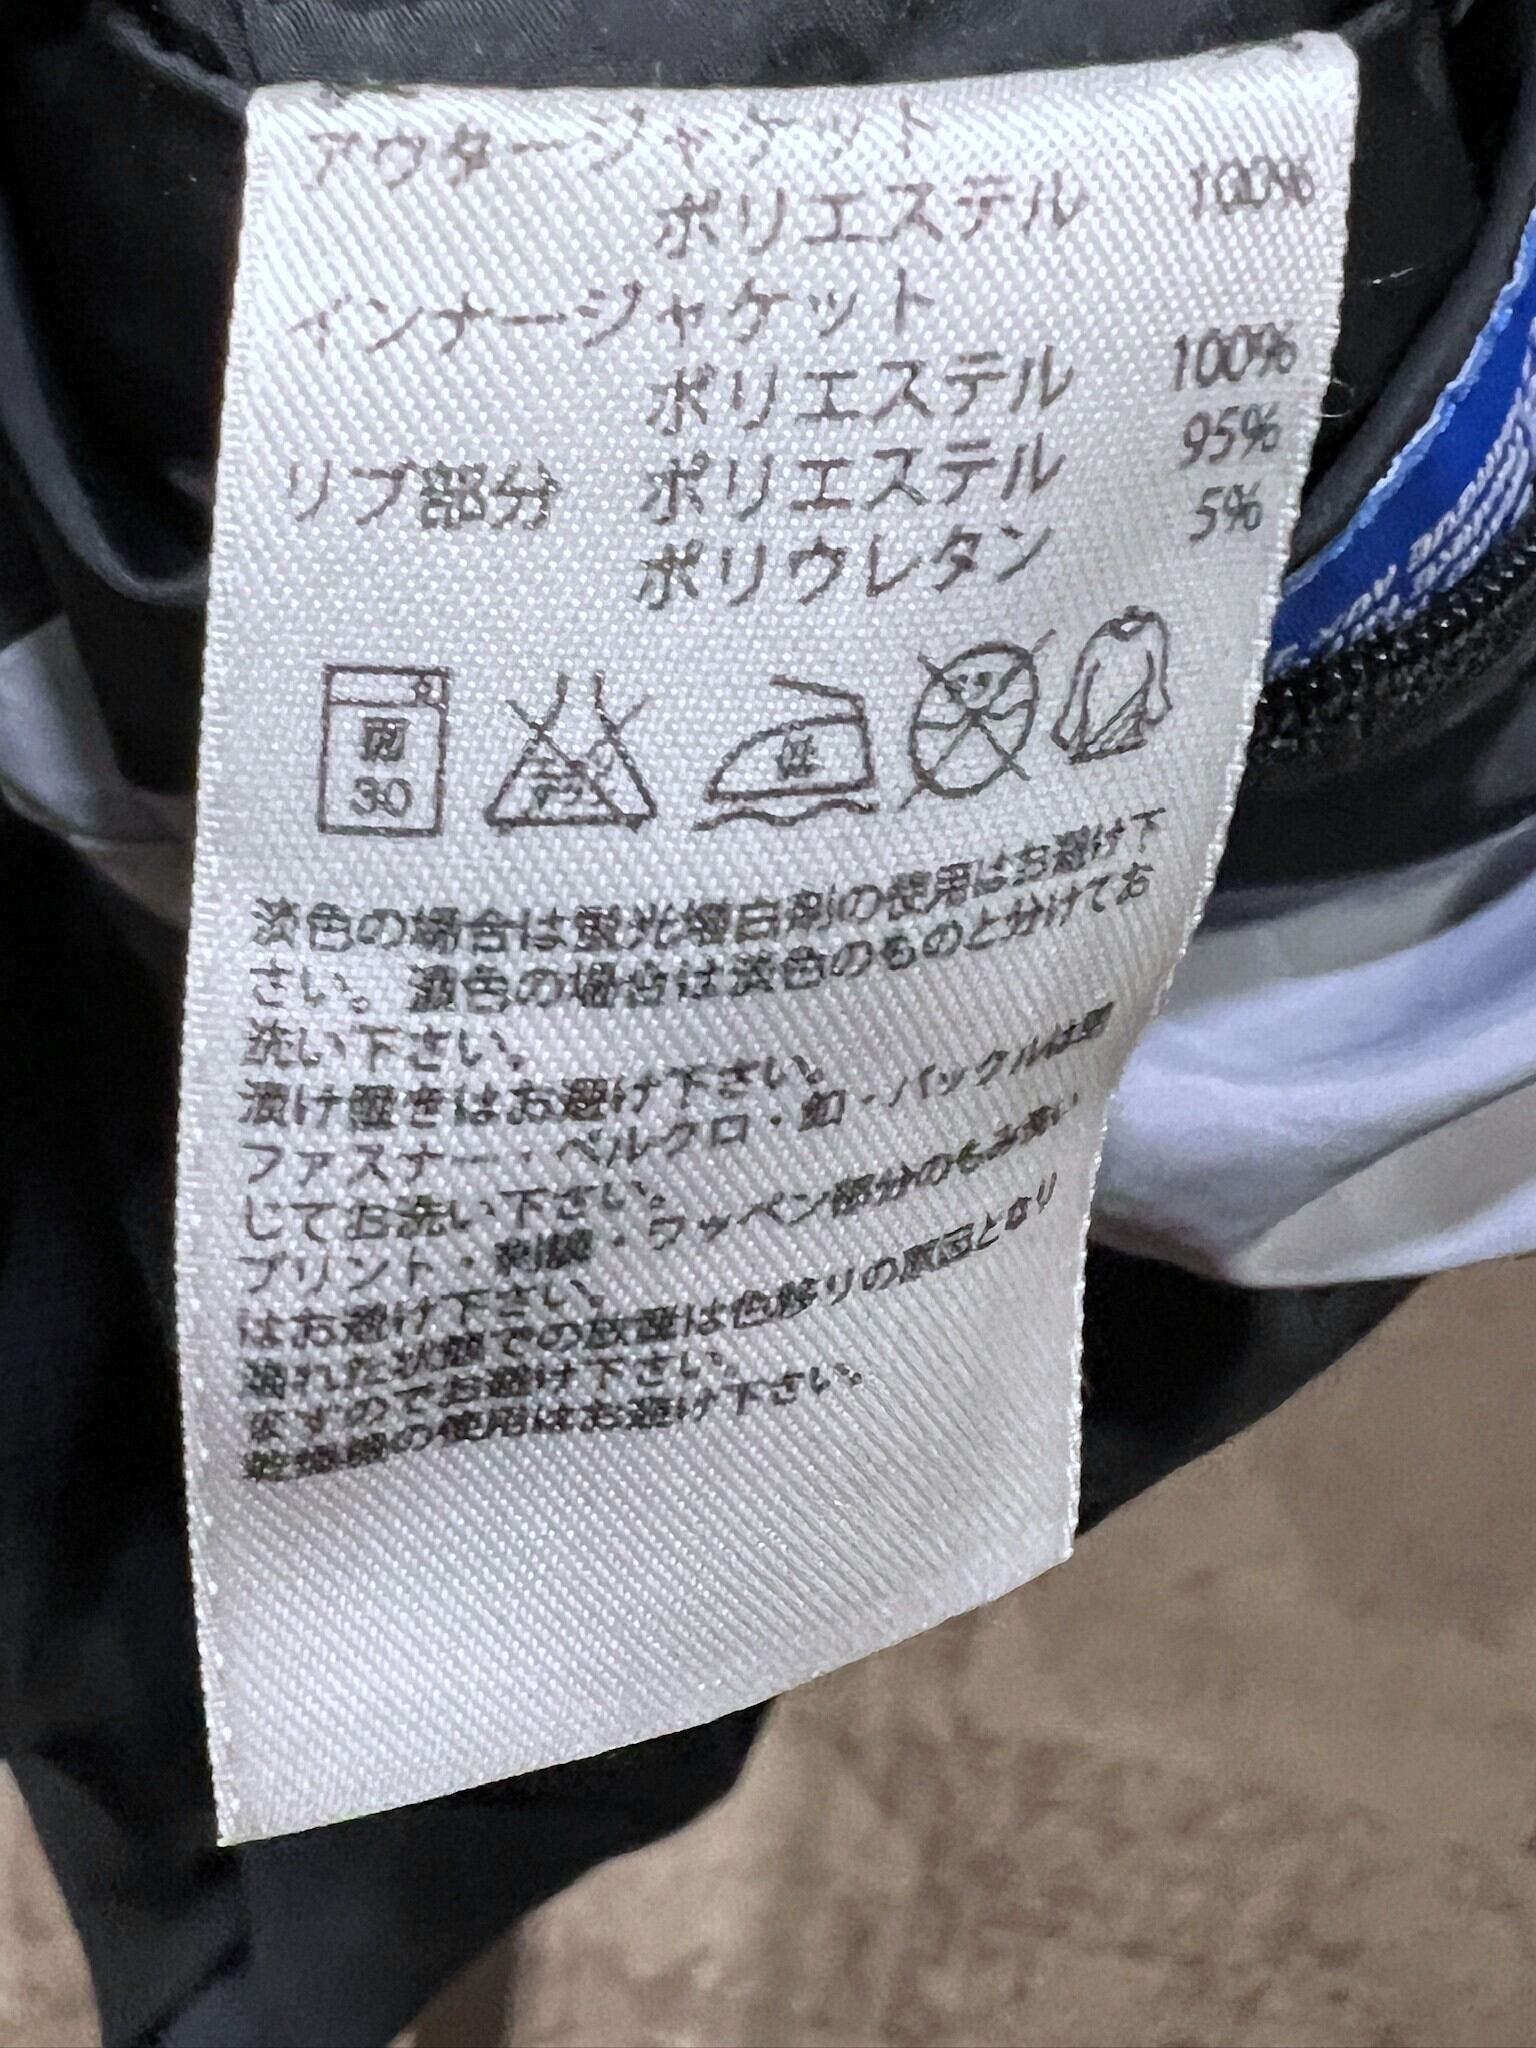 アウタージャケット
ポリエステル 100%
インナージャケット
ポリエステル 100%
リブ部分 ポリエステル 95%
ポリウレタン 5%
弱 30
エンソサラシ
低
ドライ
淡色の場合は蛍光増白剤の使用はお避け下
さい。濃色の場合は淡色のものと分けてお
洗い下さい。
漬け置きはお避け下さい。
ファスナー・ベルクロ・釦・バックルは閉
じてお洗い下さい。
プリント・刺繍・ワッペン部分のもみ洗い
はお避け下さい。
濡れた状態での放置は色移りの原因となり
ますのでお避け下さい。
乾燥機の使用はお避け下さい。